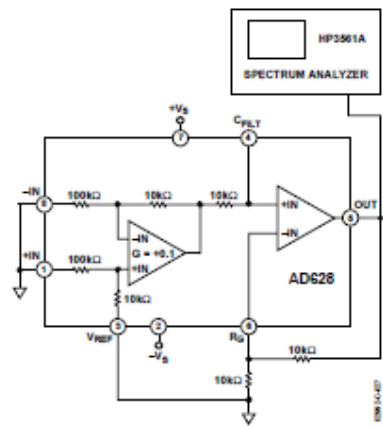 HP3561A
SPECTRUM ANALYZER
+VS
CFILT
7
4
–IN
100kΩ
10kΩ
10kΩ
8
+IN
–IN
OUT
5
–IN
+IN
G = +0.1
+IN
100kΩ
1
AD628
10kΩ
3
2
6
VREF
–VS
RG
10kΩ
10kΩ